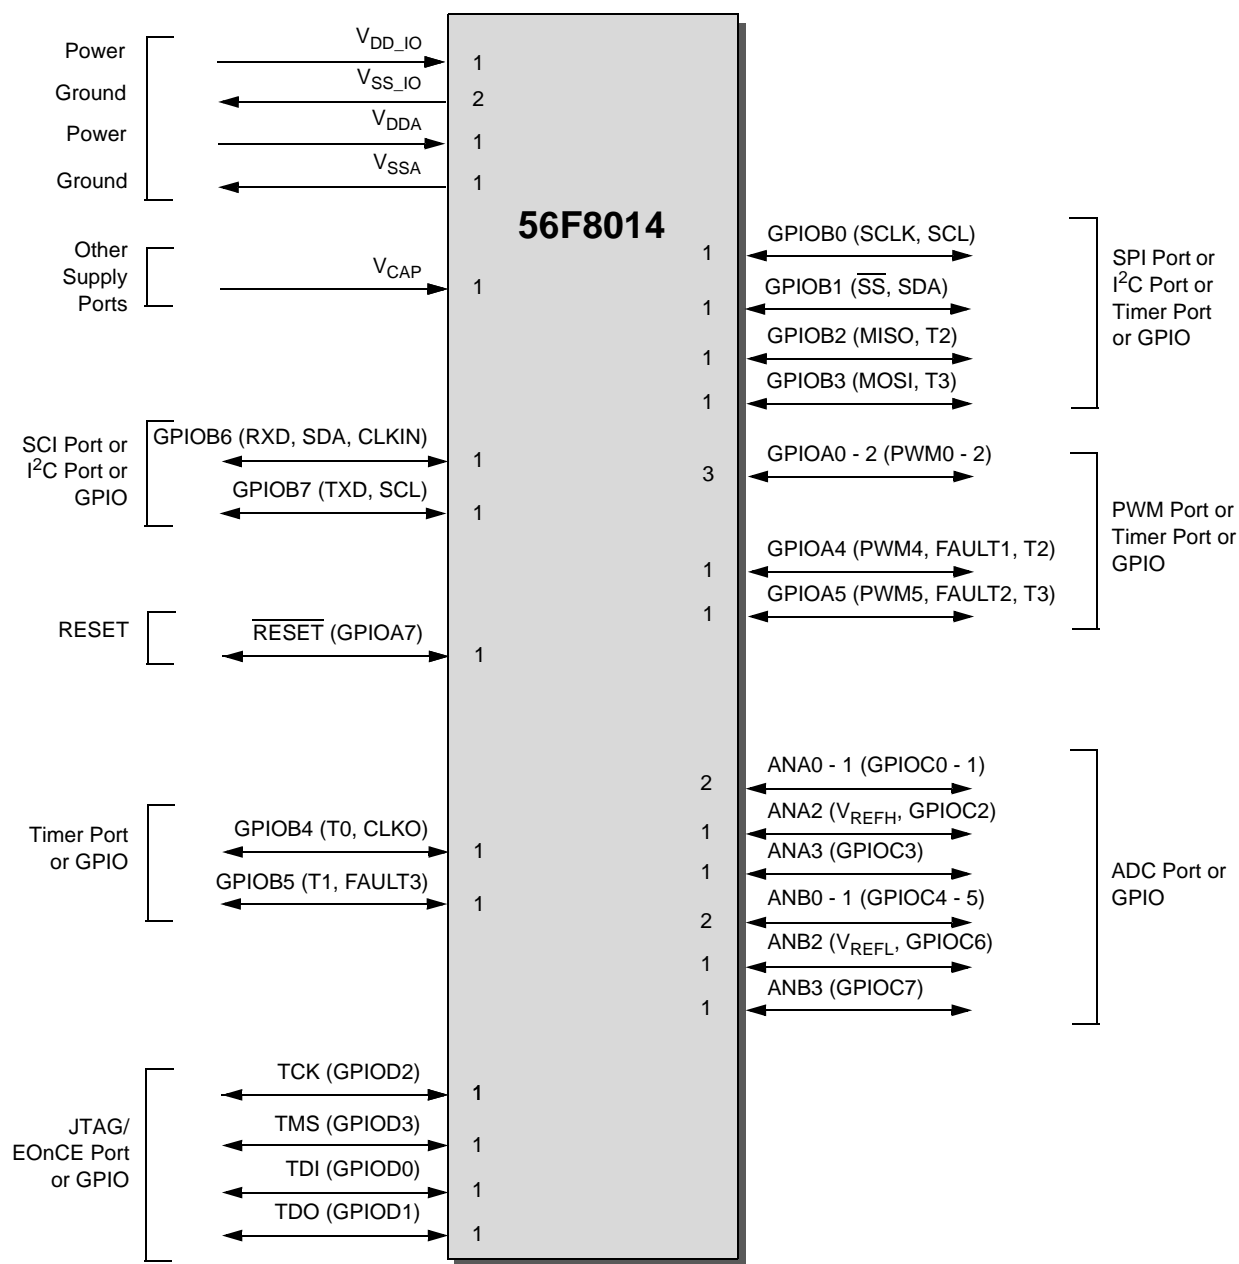 Power
V_DD_IO
1
Ground
V_SS_IO
2
Power
V_DDA
1
Ground
V_SSA
1
56F8014
Other
Supply
Ports
V_CAP
1
SCI Port or
I²C Port or
GPIO
GPIOB6 (RXD, SDA, CLKIN)
1
GPIOB7 (TXD, SCL)
1
RESET
R̅E̅S̅E̅T̅ (GPIOA7)
1
Timer Port
or GPIO
GPIOB4 (T0, CLKO)
1
GPIOB5 (T1, FAULT3)
1
JTAG/
EOnCE Port
or GPIO
TCK (GPIOD2)
1
TMS (GPIOD3)
1
TDI (GPIOD0)
1
TDO (GPIOD1)
1
1
GPIOB0 (SCLK, SCL)
1
GPIOB1 (S̅S̅, SDA)
1
GPIOB2 (MISO, T2)
1
GPIOB3 (MOSI, T3)
SPI Port or
I²C Port or
Timer Port
or GPIO
3
GPIOA0 - 2 (PWM0 - 2)
1
GPIOA4 (PWM4, FAULT1, T2)
1
GPIOA5 (PWM5, FAULT2, T3)
PWM Port or
Timer Port or
GPIO
2
ANA0 - 1 (GPIOC0 - 1)
1
ANA2 (V_REFH, GPIOC2)
1
ANA3 (GPIOC3)
2
ANB0 - 1 (GPIOC4 - 5)
1
ANB2 (V_REFL, GPIOC6)
1
ANB3 (GPIOC7)
ADC Port or
GPIO